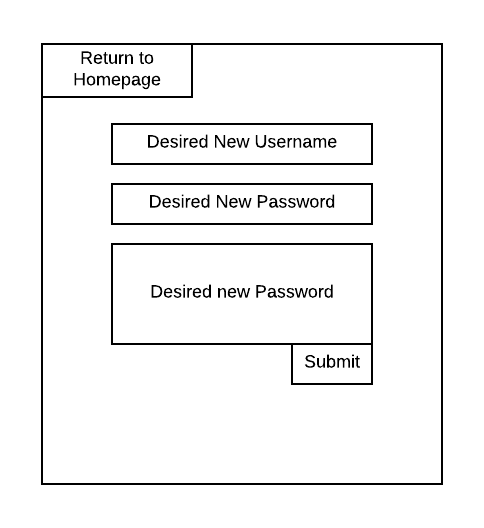 Return to
Homepage
Desired New Username
Desired New Password
Desired new Password
Submit